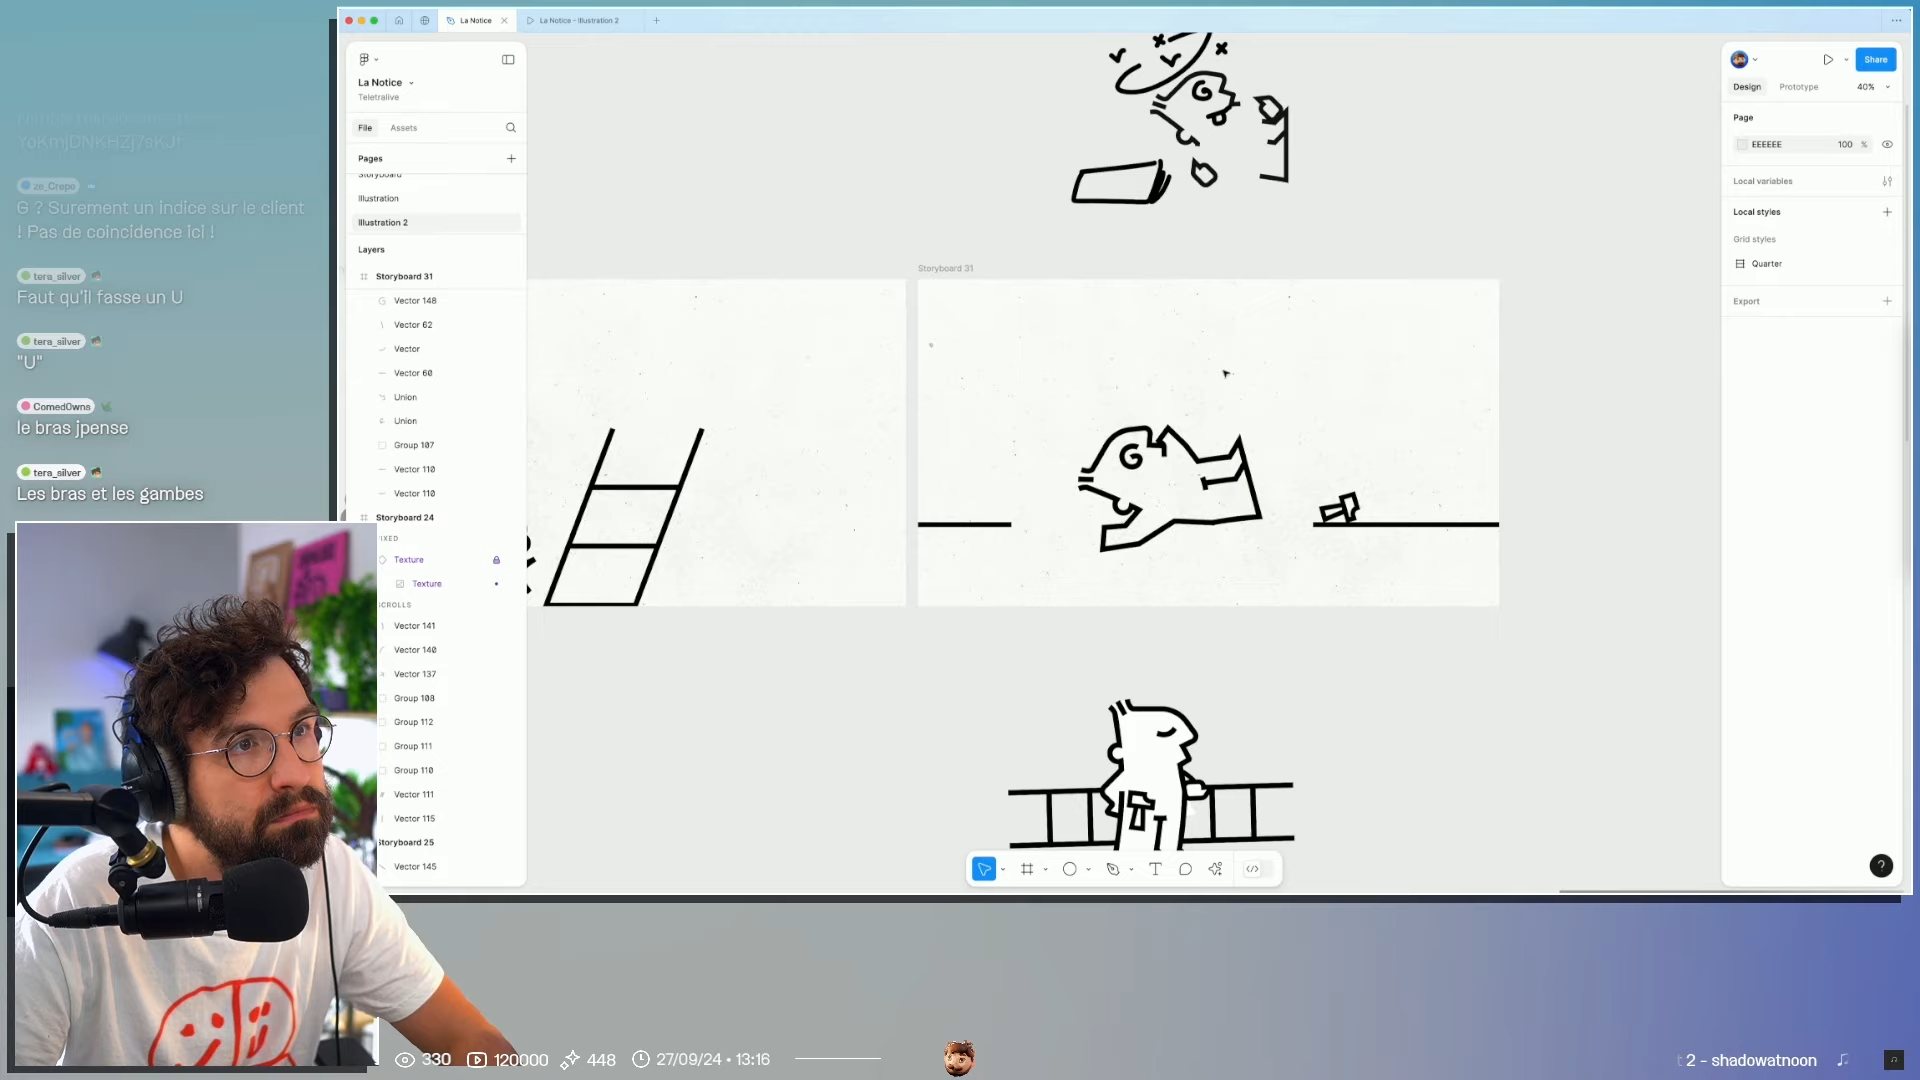 La Notice
La Notice - Illustration 2
YoKmjDNKHZj7sKJ!
ze_Crepo
G ? Surement un indice sur le client
! Pas de coincidence ici !
tera_silver
Faut qu'il fasse un U
tera_silver
"U"
ComedOwns
le bras jpense
tera_silver
Les bras et les gambes
La Notice
Teletralive
File
Assets
Pages
Storyboard
Illustration
Illustration 2
Layers
Storyboard 31
Vector 148
Vector 62
Vector
Vector 60
Union
Union
Group 107
Vector 110
Vector 110
Storyboard 24
IXED
Texture
Texture
SCROLLS
Vector 141
Vector 140
Vector 137
Group 108
Group 112
Group 111
Group 110
Vector 111
Vector 115
Storyboard 25
Vector 145
Storyboard 31
Share
Design
Prototype
40%
Page
EEEEEE
100
%
Local variables
Local styles
Grid styles
Quarter
Export
?
330
120000
448
27/09/24 • 13:16
2 - shadowatnoon